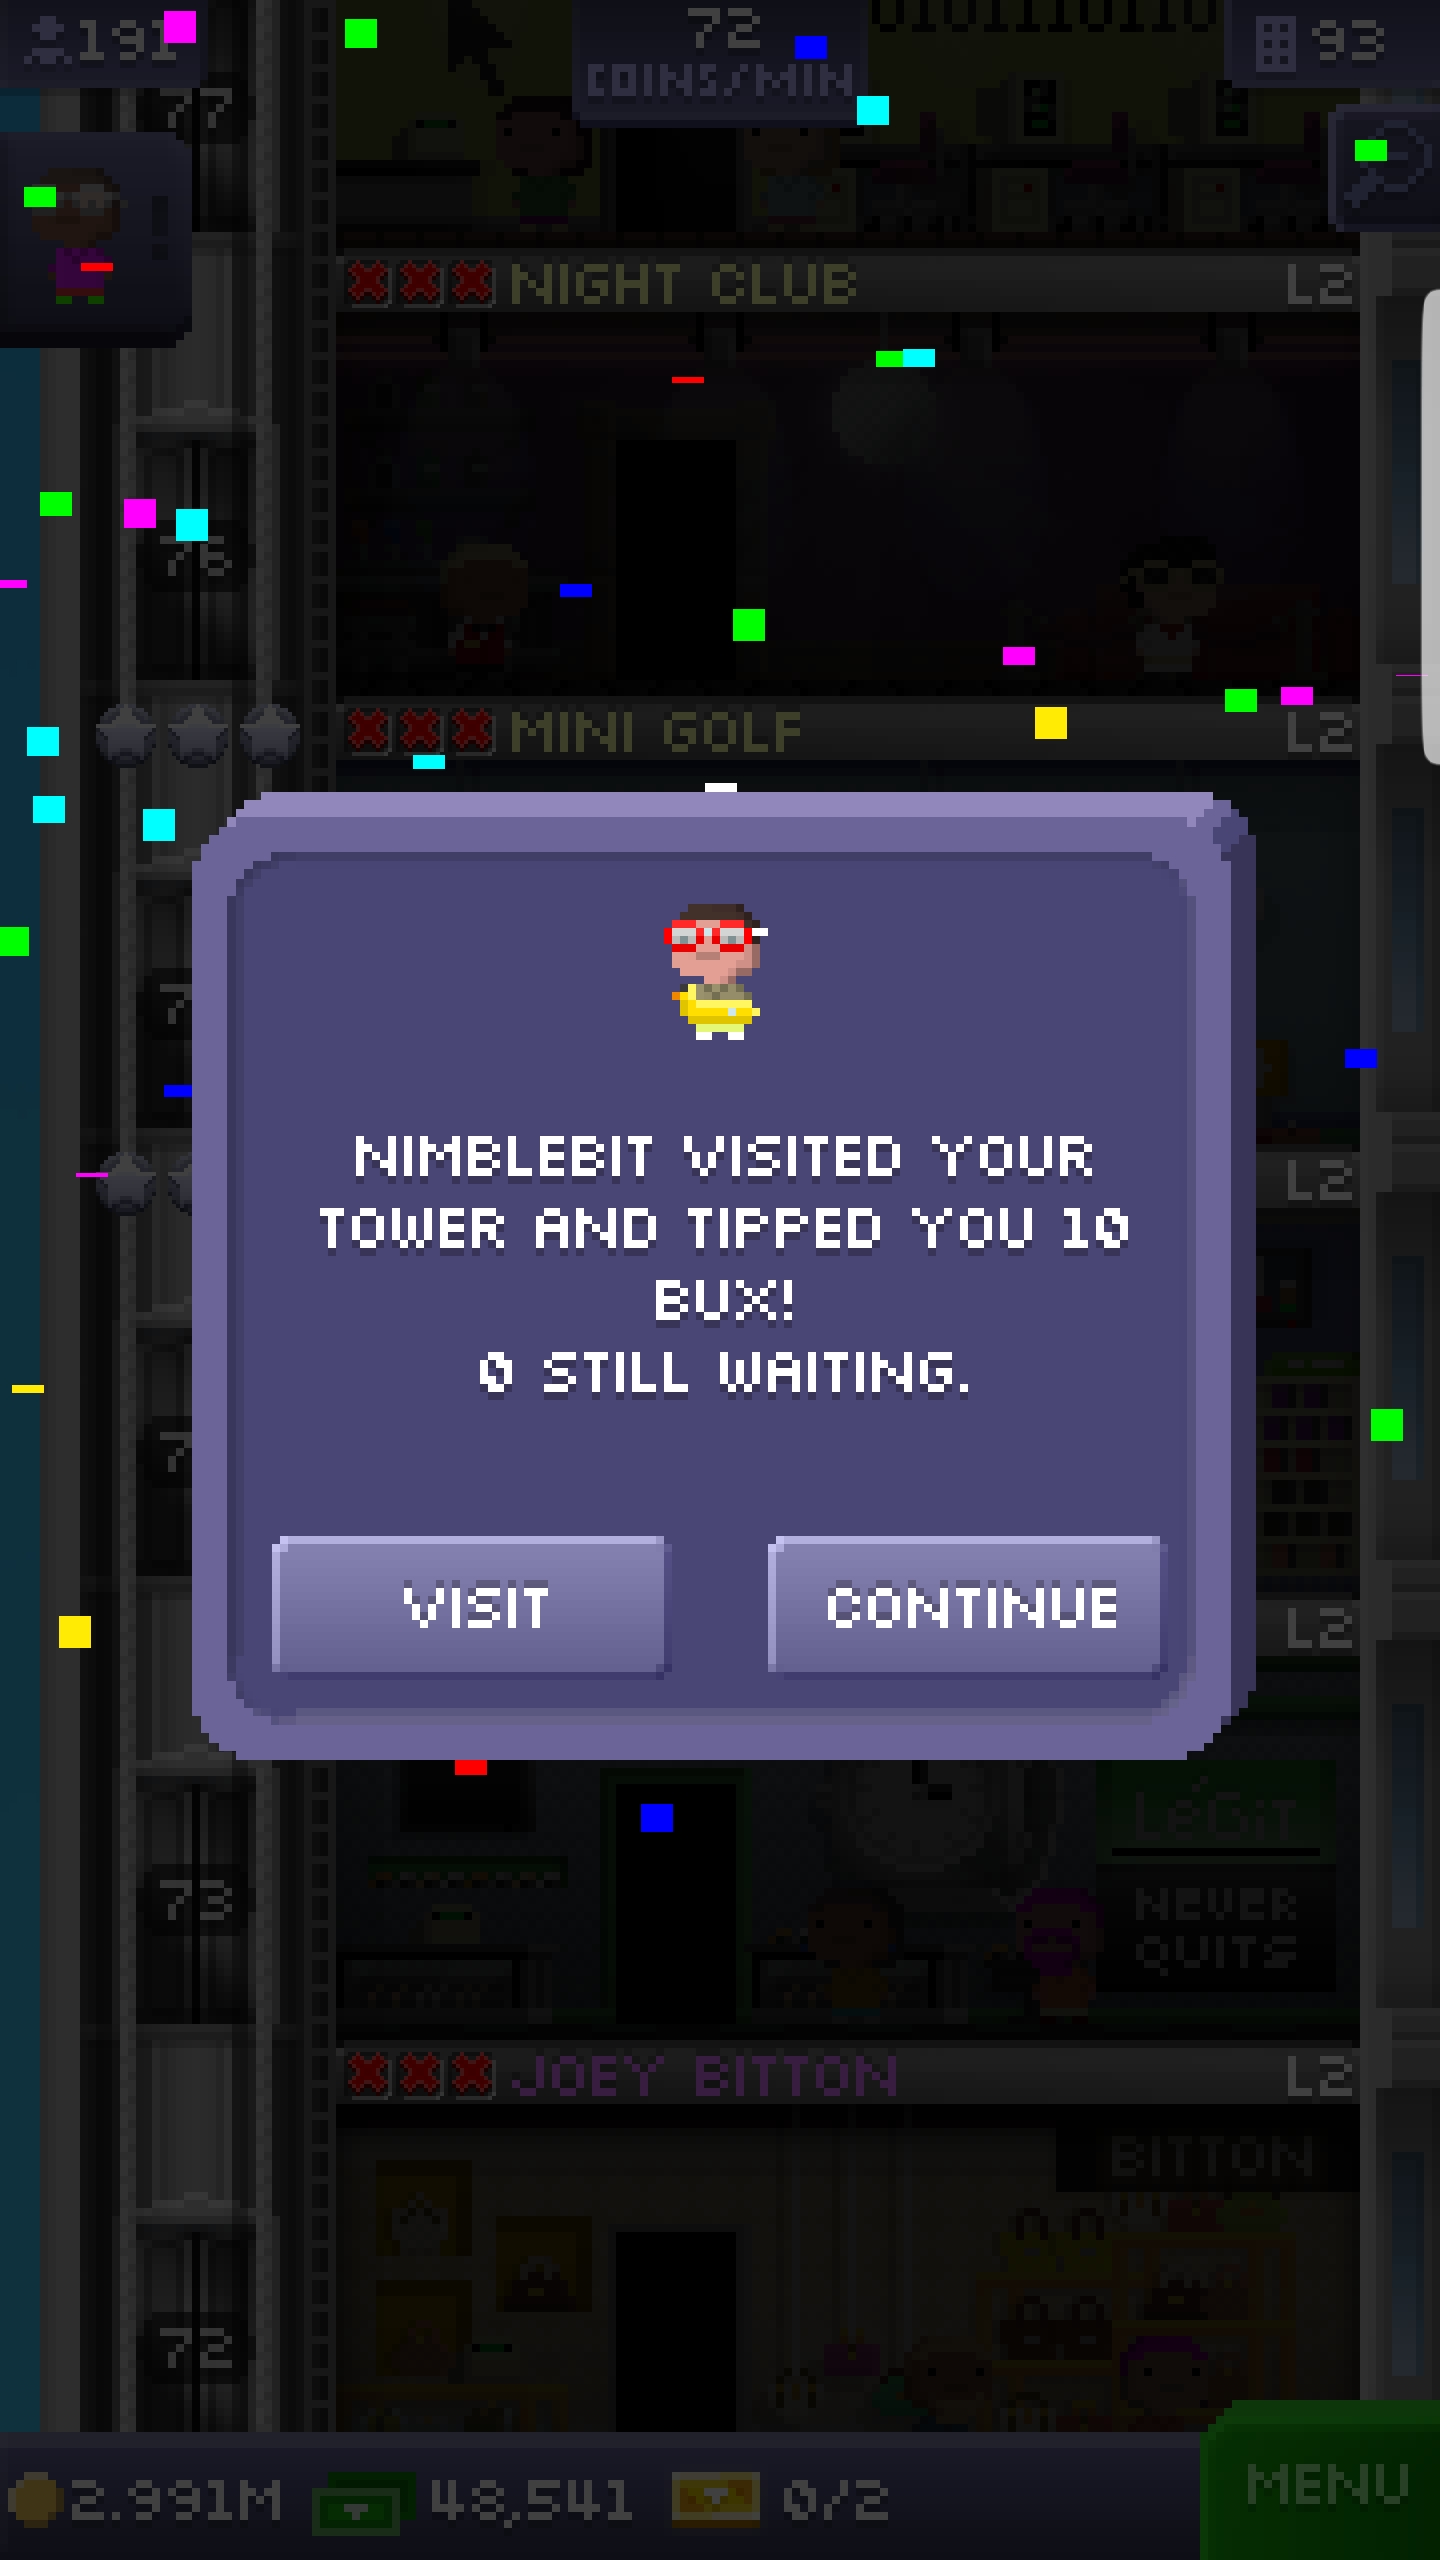 191
72
COINS/MIN
0101110110
93
77
NIGHT CLUB
L2
76
MINI GOLF
L2
NIMBLEBIT VISITED YOUR
TOWER AND TIPPED YOU 10
BUX!
0 STILL WAITING.
L2
VISIT
CONTINUE
L2
LeGiT
NEVER
QUITS
73
JOEY BITTON
L2
BITTON
72
2.991M
48,541
0/2
MENU